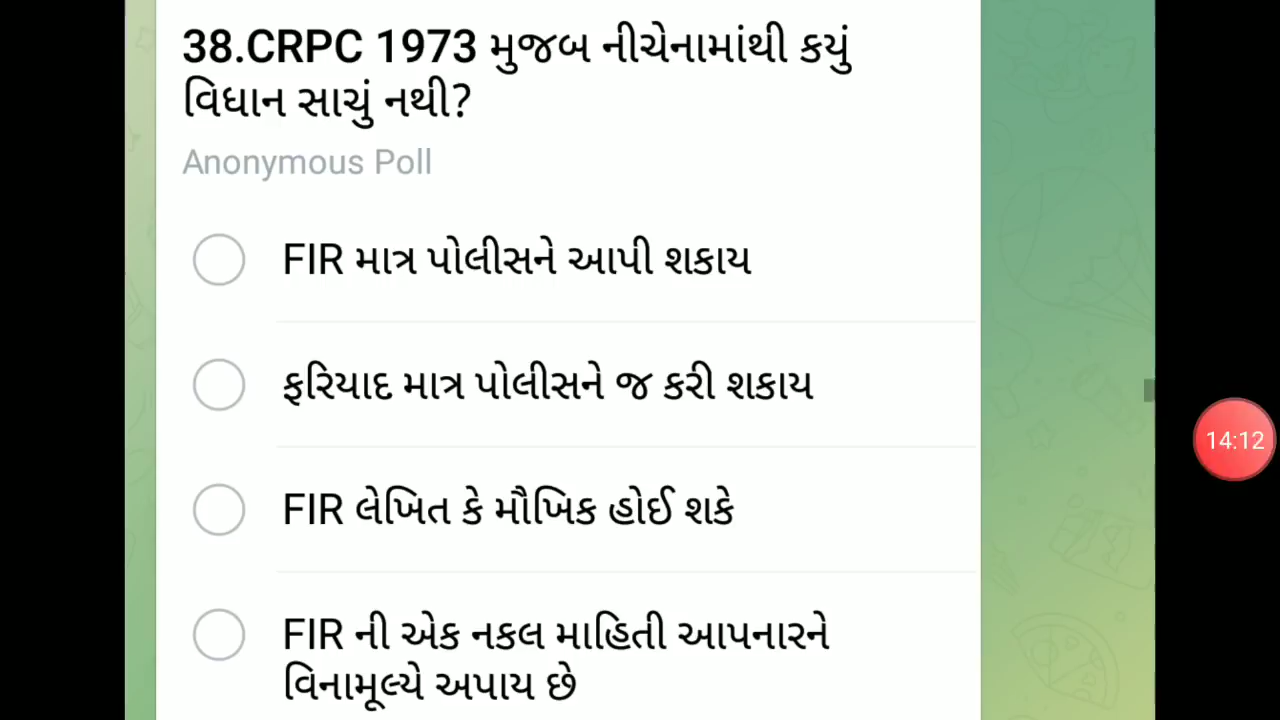 38.CRPC 1973 મુજબ નીચેનામાંથી કયું
વિધાન સાચું નથી?
Anonymous Poll
FIR માત્ર પોલીસને આપી શકાય
ફરિયાદ માત્ર પોલીસને જ કરી શકાય
14:12
FIR લેખિત કે મૌખિક હોઈ શકે
FIR ની એક નકલ માહિતી આપનારને
વિનામૂલ્યે અપાય છે